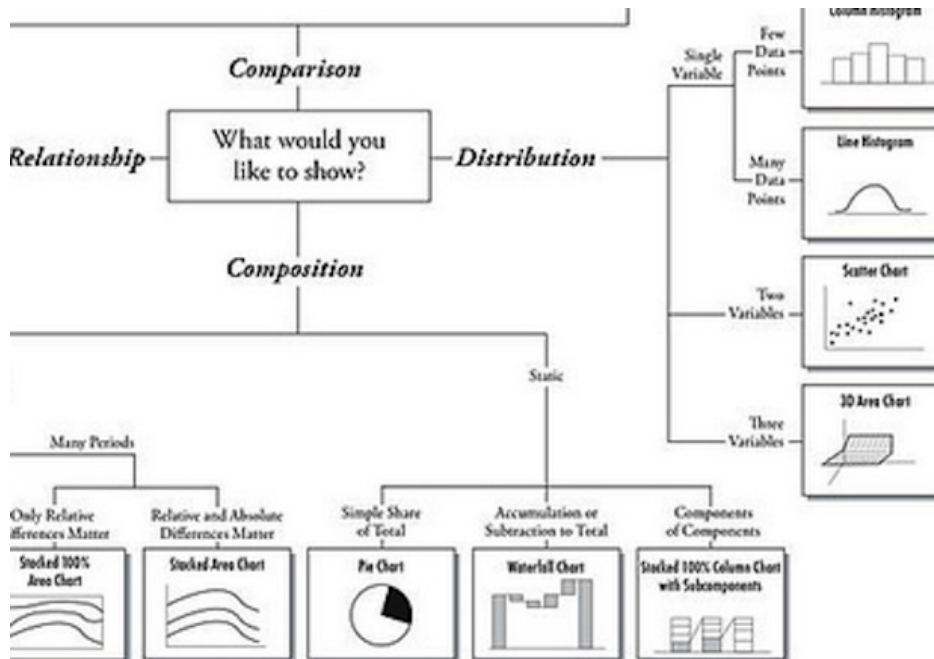 Column Histogram
Few
Data
Points
Single
Variable
Comparison
What would you
like to show?
Relationship
Distribution
Line Histogram
Many
Data
Points
Composition
Scatter Chart
Two
Variables
Static
3D Area Chart
Three
Variables
Many Periods
Only Relative
ifferences Matter
Relative and Absolute
Differences Matter
Simple Share
of Total
Accumulation or
Subtraction to Total
Components
of Components
Stacked 100%
Area Chart
Stacked Area Chart
Pie Chart
Waterfall Chart
Stacked 100% Column Chart
with Subcomponents